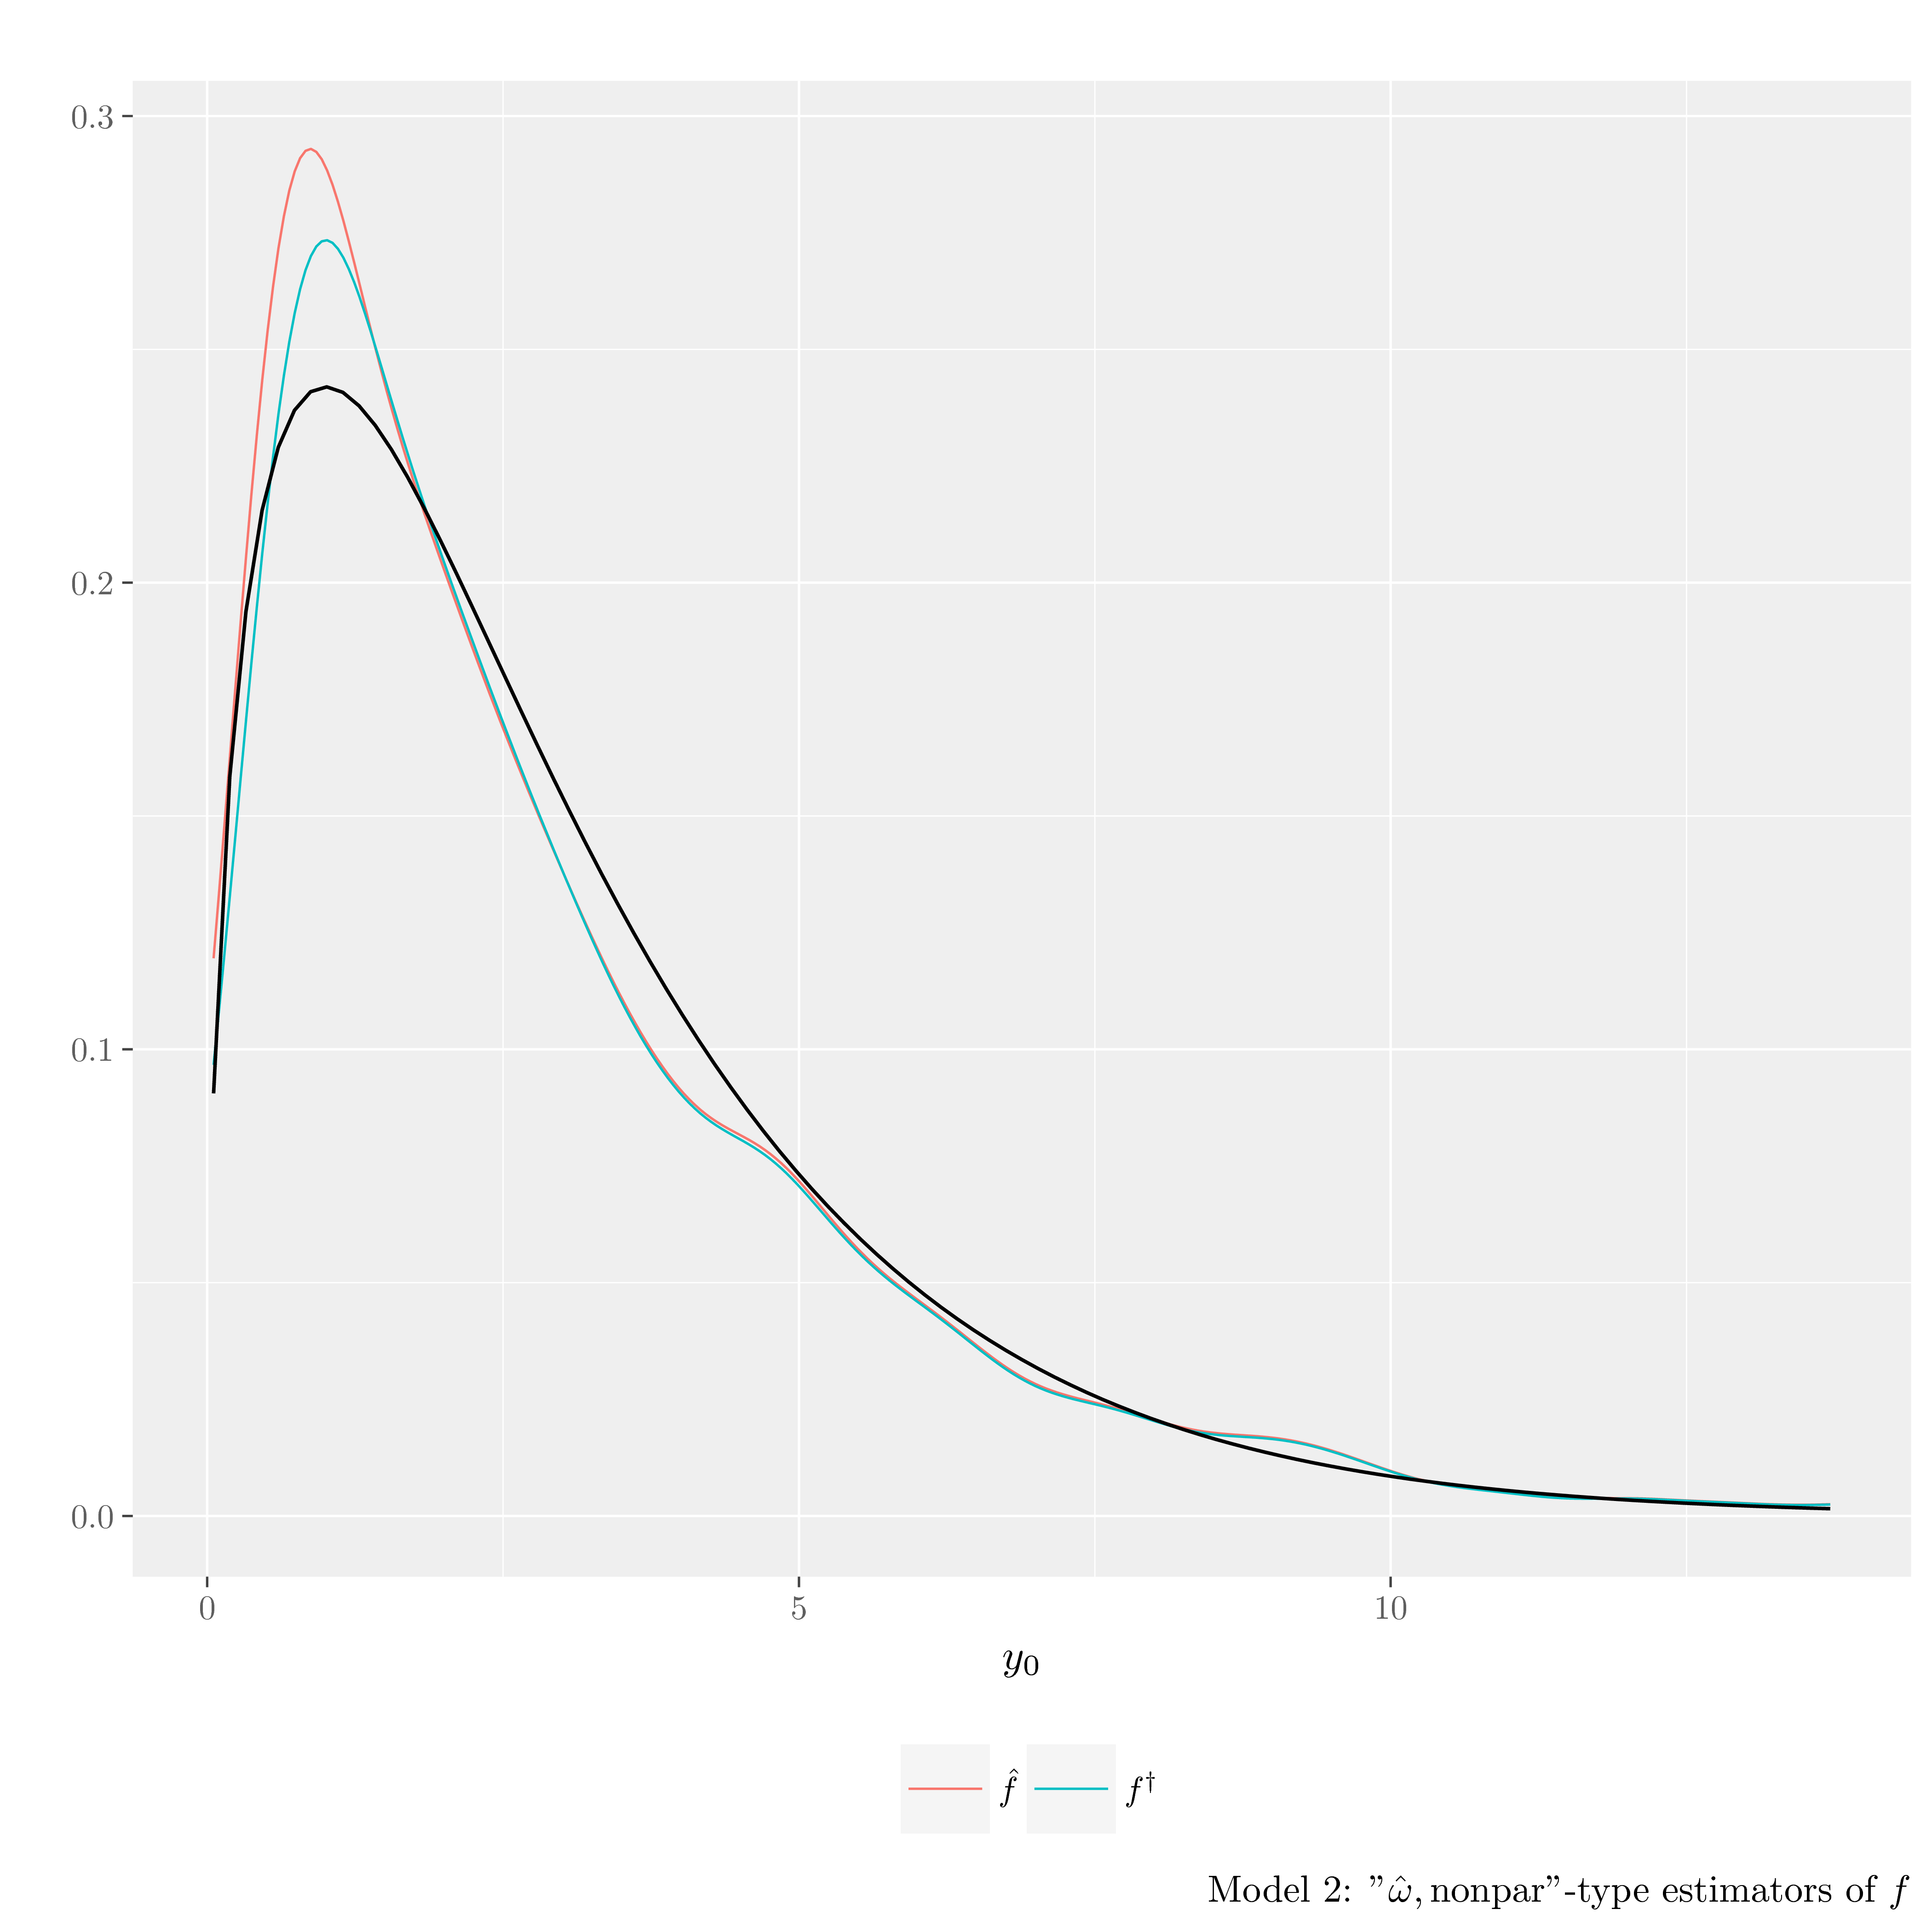 0.3
0.2
0.1
0.0
0 5 10
y₀
f̂ f†
Model 2: ”ω̂, nonpar”-type estimators of f